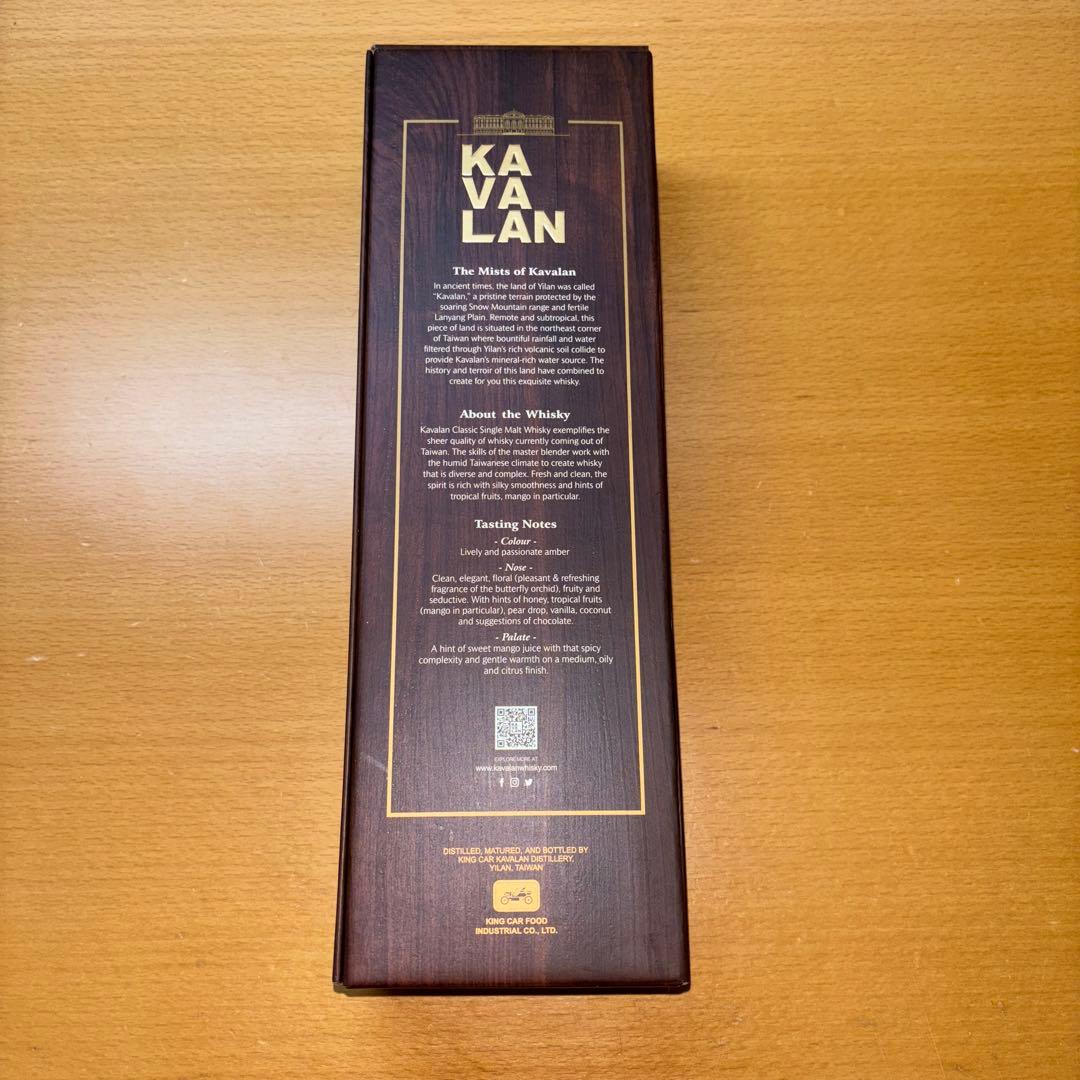 KA
VA
LAN
The Mists of Kavalan
In ancient times, the land of Yilan was called
"Kavalan," a pristine terrain protected by the
soaring Snow Mountain range and fertile
Lanyang Plain. Remote and subtropical, this
piece of land is situated in the northeast corner
of Taiwan where bountiful rainfall and water
filtered through Yilan's rich volcanic soil collide to
provide Kavalan's mineral-rich water source. The
history and terroir of this land have combined to
create for you this exquisite whisky.
About the Whisky
Kavalan Classic Single Malt Whisky exemplifies the
sheer quality of whisky currently coming out of
Taiwan. The skills of the master blender work with
the humid Taiwanese climate to create whisky
that is diverse and complex. Fresh and clean, the
spirit is rich with silky smoothness and hints of
tropical fruits, mango in particular.
Tasting Notes
- Colour -
Lively and passionate amber
- Nose -
Clean, elegant, floral (pleasant & refreshing
fragrance of the butterfly orchid), fruity and
seductive. With hints of honey, tropical fruits
(mango in particular), pear drop, vanilla, coconut
and suggestions of chocolate.
- Palate -
A hint of sweet mango juice with that spicy
complexity and gentle warmth on a medium, oily
and citrus finish.
EXPLORE MORE AT
www.kavalanwhisky.com
DISTILLED, MATURED, AND BOTTLED BY
KING CAR KAVALAN DISTILLERY,
YILAN, TAIWAN
KING CAR FOOD
INDUSTRIAL CO., LTD.